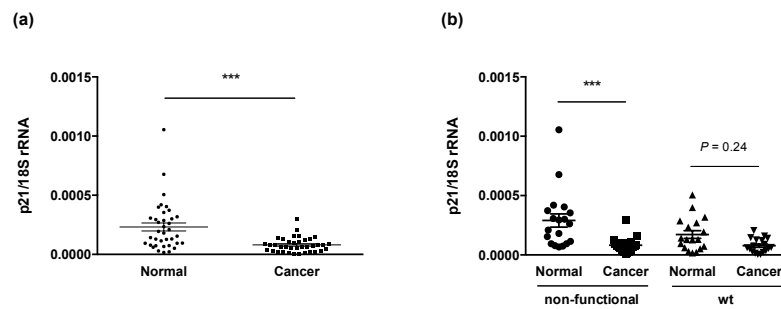 (a)
***
p21/18S rRNA
0.0015
0.0010
0.0005
0.0000
Normal Cancer
(b)
***
P = 0.24
p21/18S rRNA
0.0015
0.0010
0.0005
0.0000
Normal Cancer Normal Cancer
non-functional wt